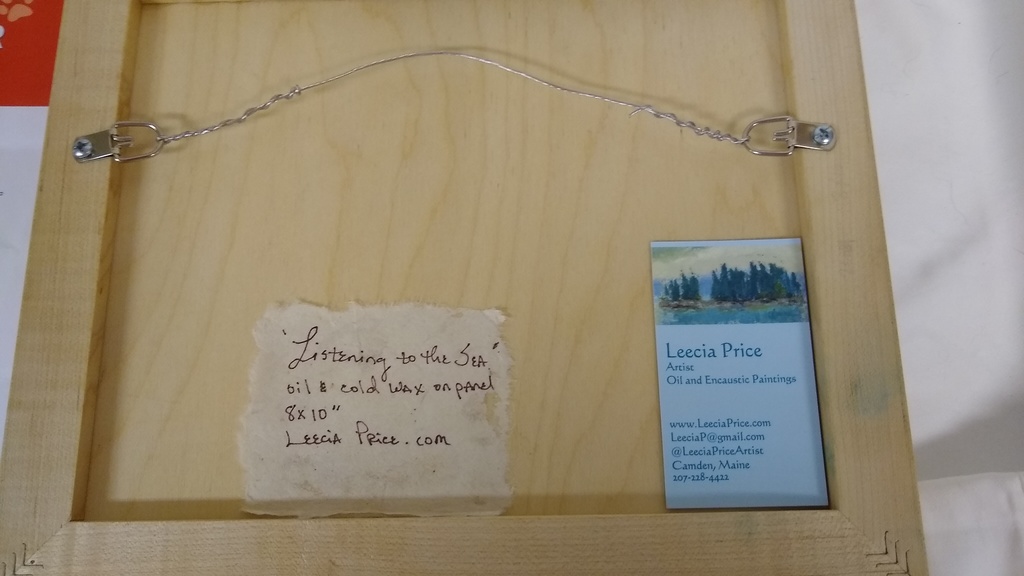 R
"Listening to the Sea"
oil & cold wax on panel
8x10"
Leecia Price.com
Leecia Price
Artist
Oil and Encaustic Paintings
www.LeeciaPrice.com
LeeciaP@gmail.com
@LeeciaPriceArtist
Camden, Maine
207-228-4422